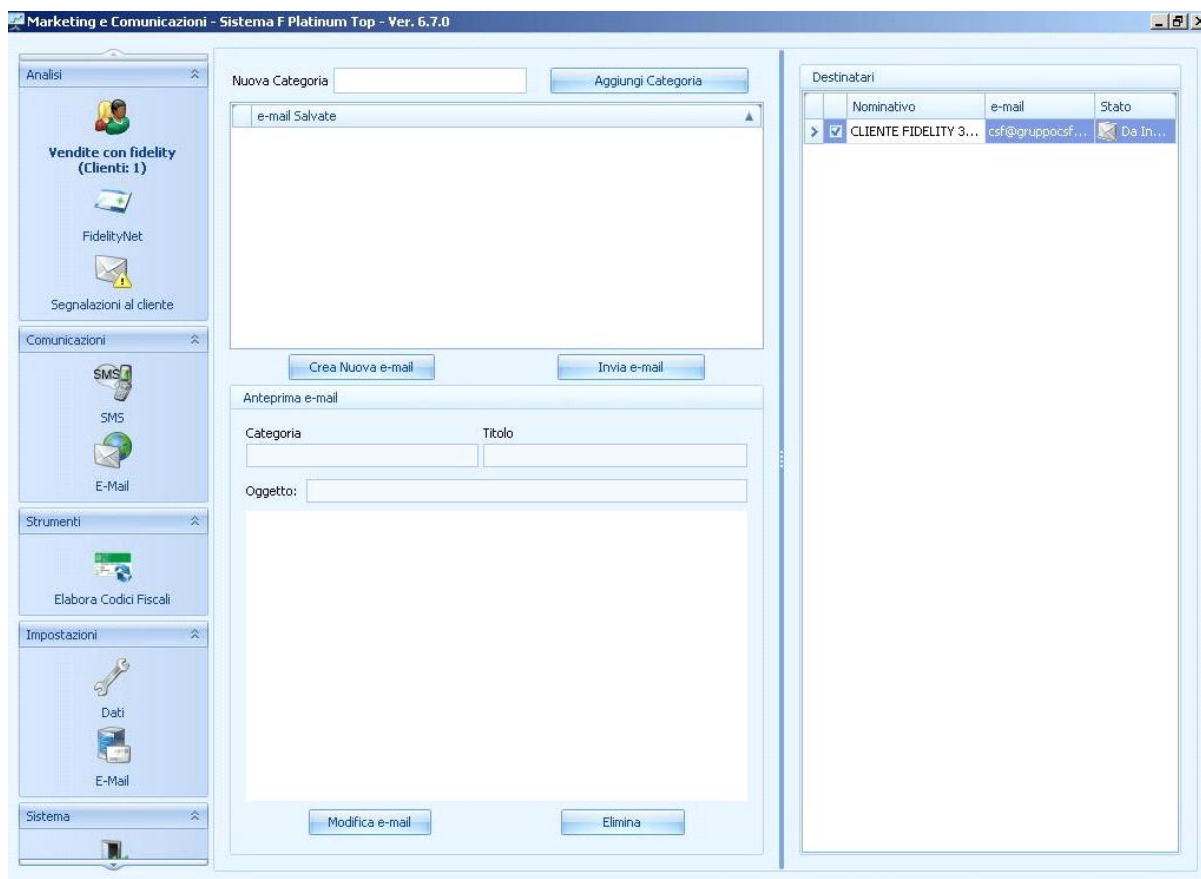 Marketing e Comunicazioni - Sistema F Platinum Top - Ver. 6.7.0
Analisi
Vendite con fidelity
(Clienti: 1)
FidelityNet
Segnalazioni al cliente
Comunicazioni
SMS
SMS
E-Mail
Strumenti
Elabora Codici Fiscali
Impostazioni
Dati
E-Mail
Sistema
Nuova Categoria
Aggiungi Categoria
e-mail Salvate
Crea Nuova e-mail
Invia e-mail
Anteprima e-mail
Categoria
Titolo
Oggetto:
Modifica e-mail
Elimina
Destinatari
Nominativo e-mail Stato
CLIENTE FIDELITY 3... csf@gruppocsf... Da In...